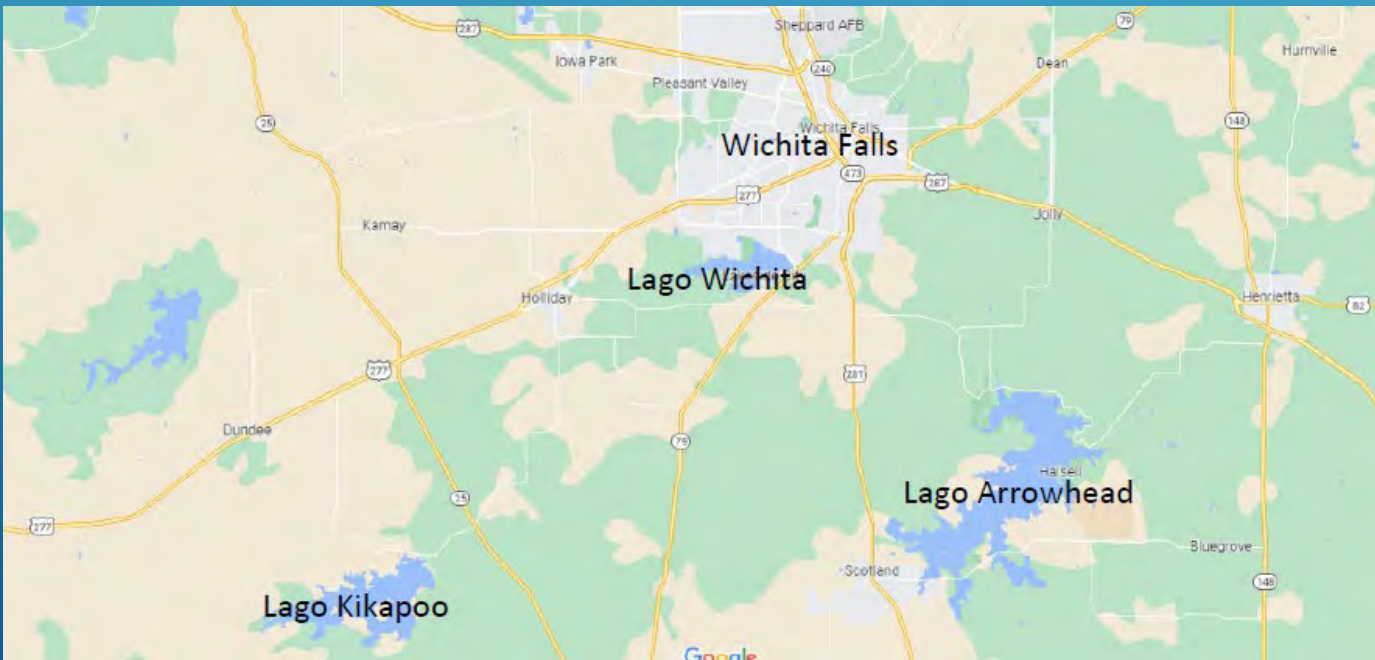 Sheppard AFB
287
79
Hurnville
Iowa Park
Dean
240
Pleasant Valley
25
148
Wichita Falls
Wichita Falls
473
277
287
Jolly
Kamay
Lago Wichita
Holliday
Henrietta
82
277
281
Dundee
79
Halsell
Lago Arrowhead
25
277
Bluegrove
Scotland
148
Lago Kikapoo
Google